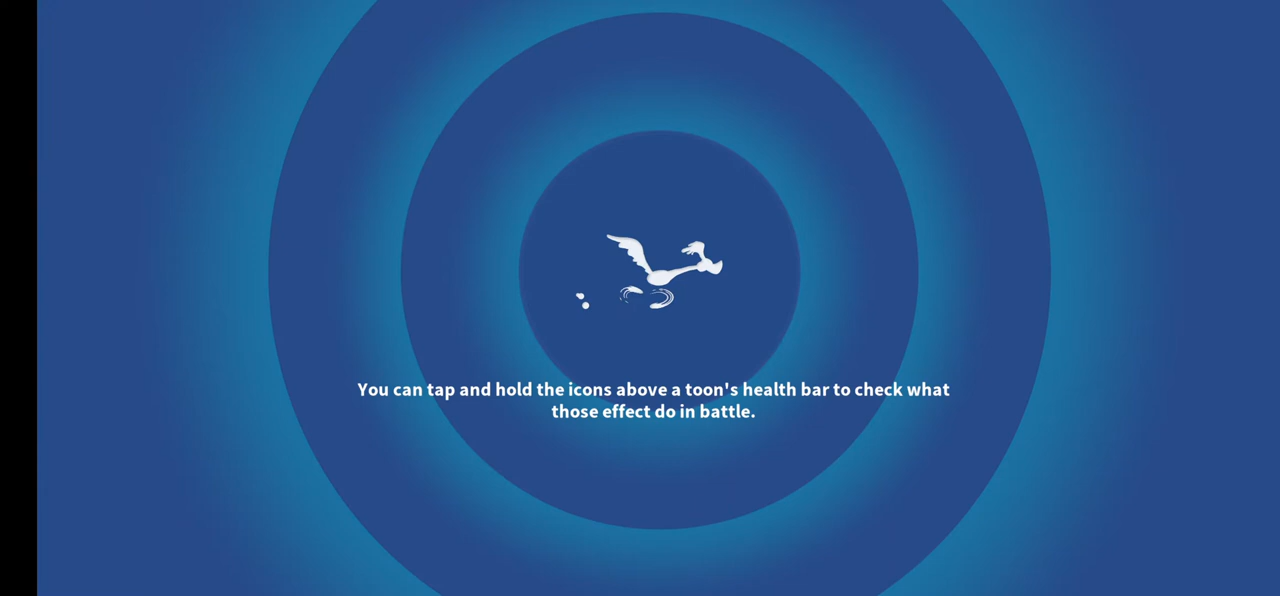 You can tap and hold the icons above a toon's health bar to check what
those effect do in battle.